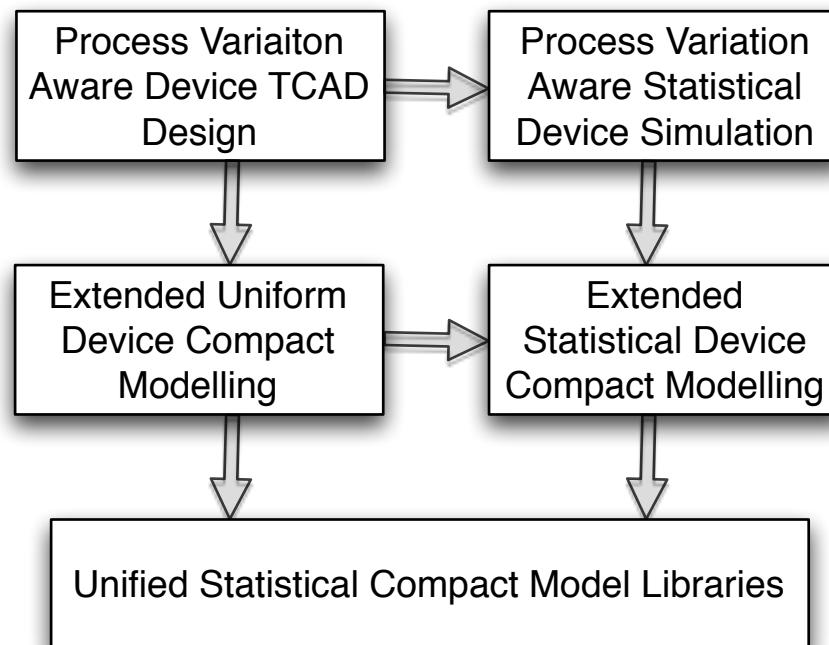 Process Variaiton
Aware Device TCAD
Design
Process Variation
Aware Statistical
Device Simulation
Extended Uniform
Device Compact
Modelling
Extended
Statistical Device
Compact Modelling
Unified Statistical Compact Model Libraries